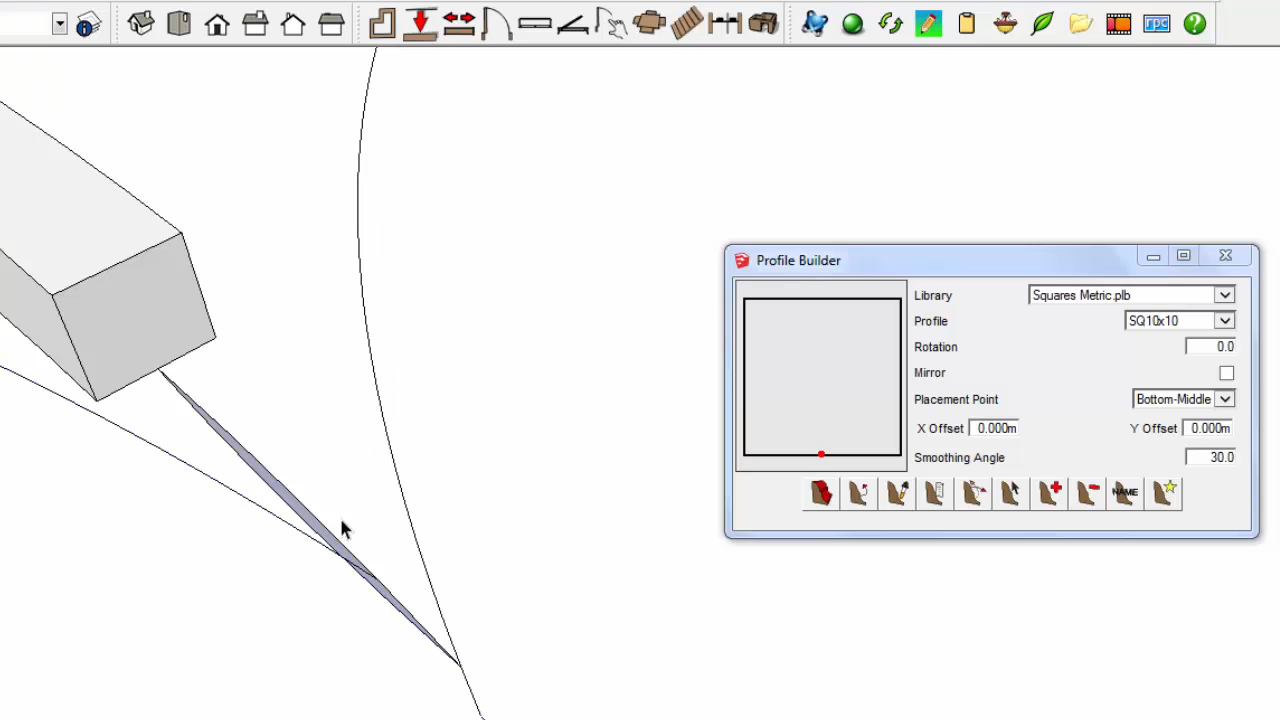 rpc
Profile Builder
Library Squares Metric.plb
Profile SQ10x10
Rotation 0.0
Mirror
Placement Point Bottom-Middle
X Offset 0.000m Y Offset 0.000m
Smoothing Angle 30.0
NAME